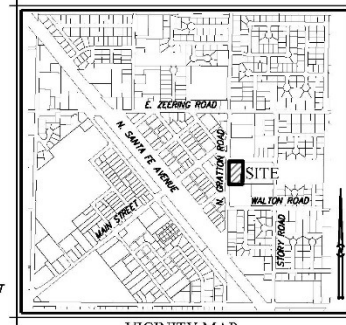 E. ZEERING ROAD
N. SANTA FE AVENUE
N. GRATTON ROAD
SITE
MAIN STREET
WALTON ROAD
STORY ROAD
VICINITY MAP